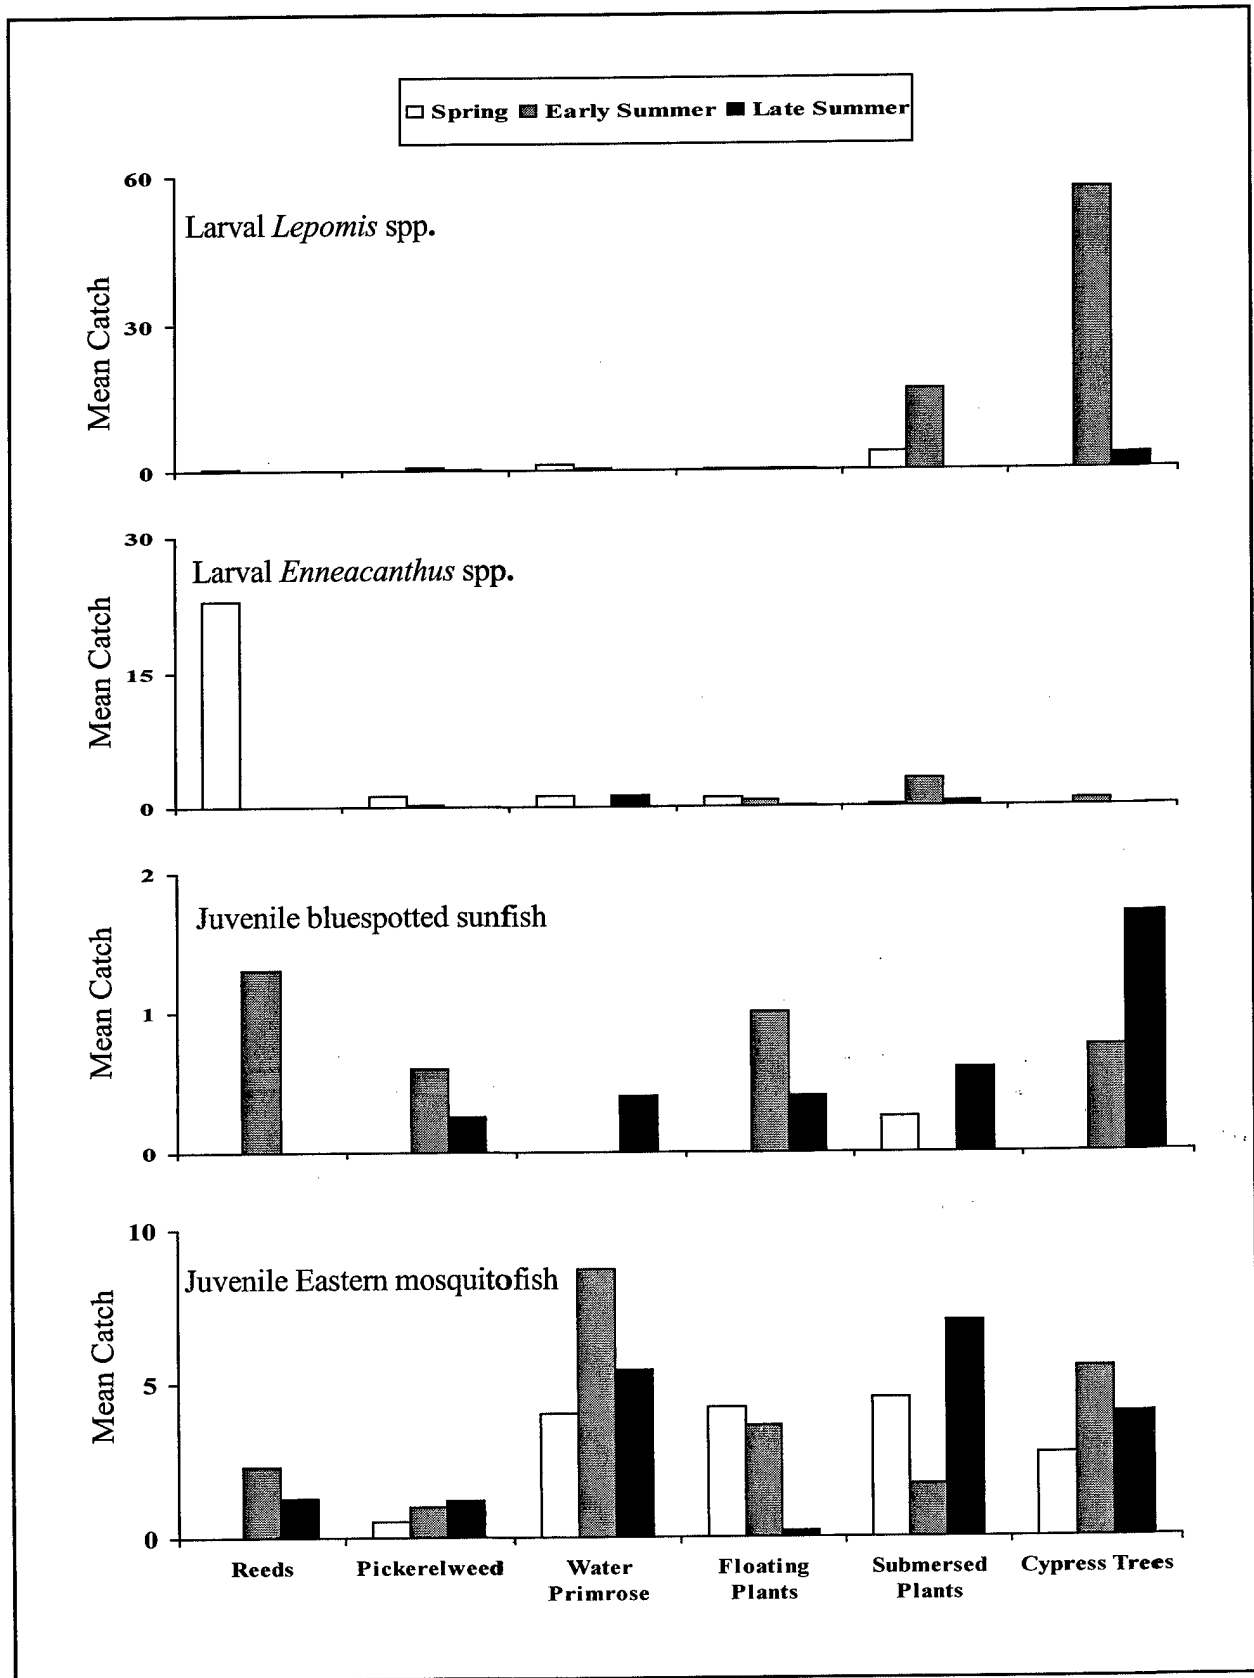 Spring Early Summer Late Summer
60
Larval Lepomis spp.
Mean Catch
30
0
30
Larval Enneacanthus spp.
Mean Catch
15
0
2
Juvenile bluespotted sunfish
Mean Catch
1
0
10
Juvenile Eastern mosquitofish
Mean Catch
5
0
Reeds Pickerelweed Water Floating Submersed Cypress Trees
Primrose Plants Plants